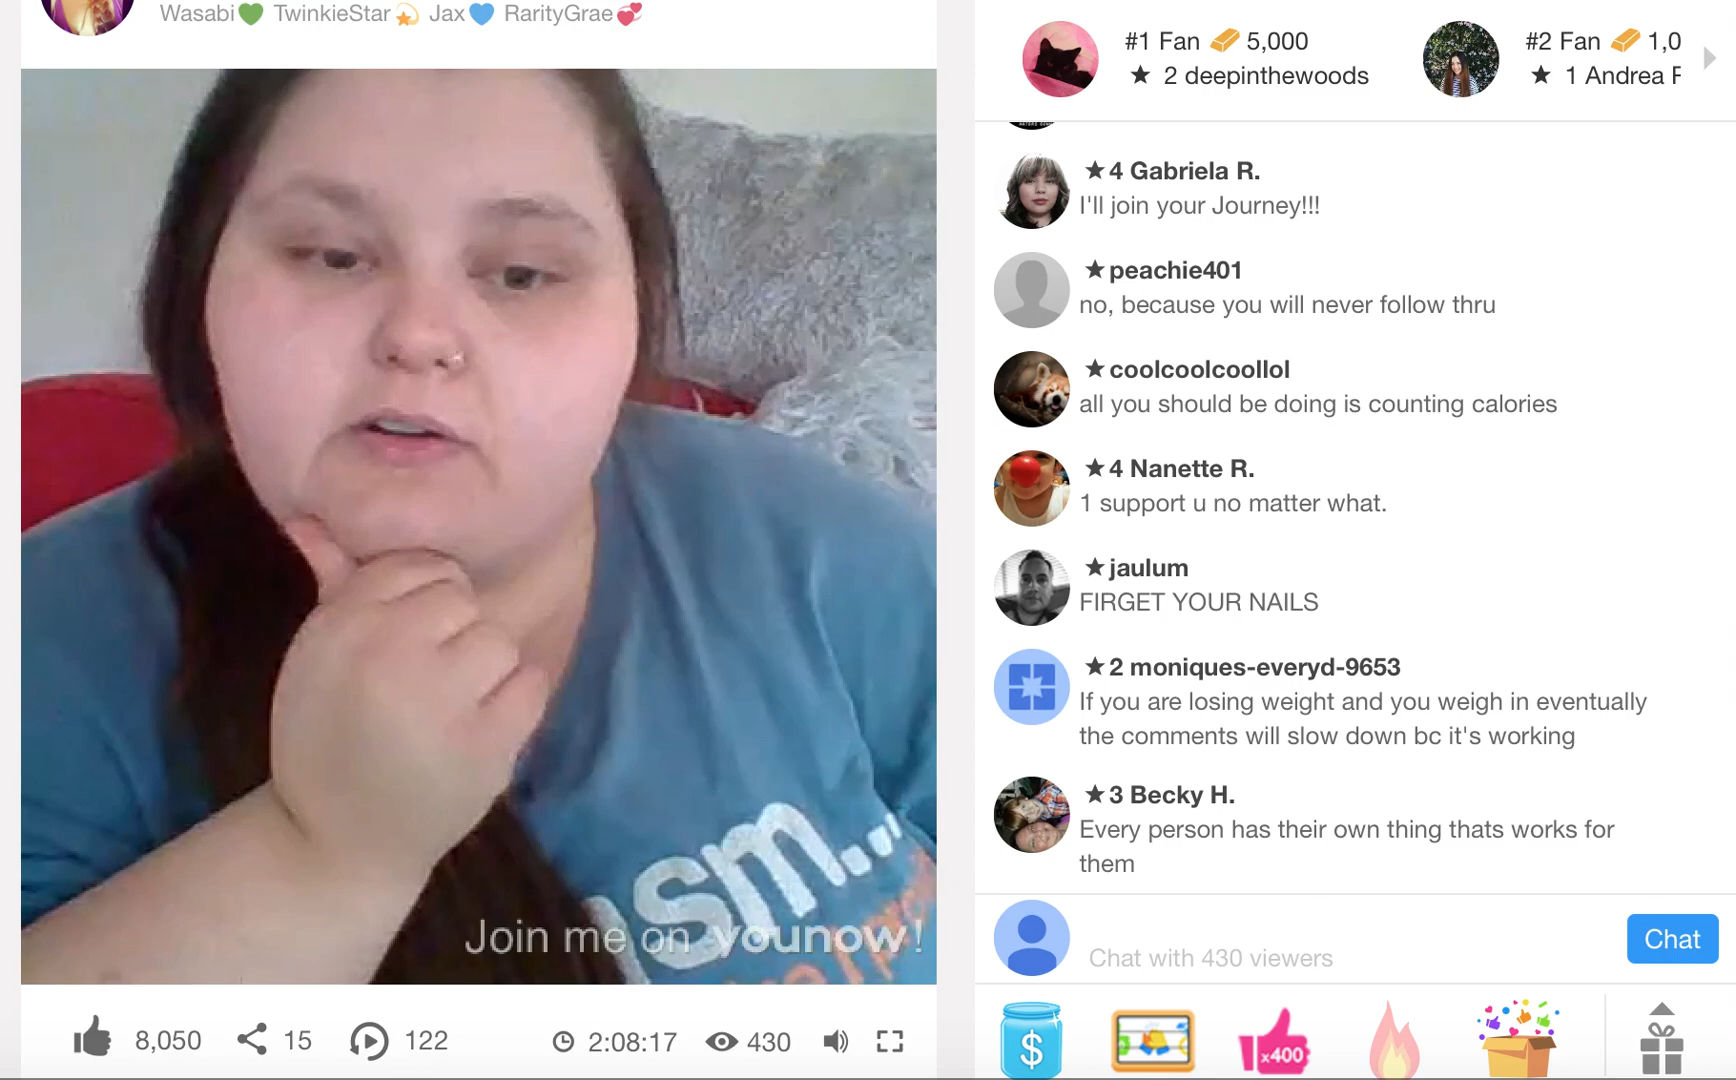 Wasabi💚 TwinkieStar💫 Jax💙 RarityGrae💞
#1 Fan 5,000
★ 2 deepinthewoods
#2 Fan 1,0
★ 1 Andrea F
★4 Gabriela R.
I'll join your Journey!!!
★peachie401
no, because you will never follow thru
★coolcoolcoollol
all you should be doing is counting calories
★4 Nanette R.
1 support u no matter what.
★jaulum
FIRGET YOUR NAILS
★2 moniques-everyd-9653
If you are losing weight and you weigh in eventually
the comments will slow down bc it's working
★3 Becky H.
Every person has their own thing thats works for
them
Chat with 430 viewers
Chat
sm...
Join me on younow!
8,050 15 122 2:08:17 430
$
x400